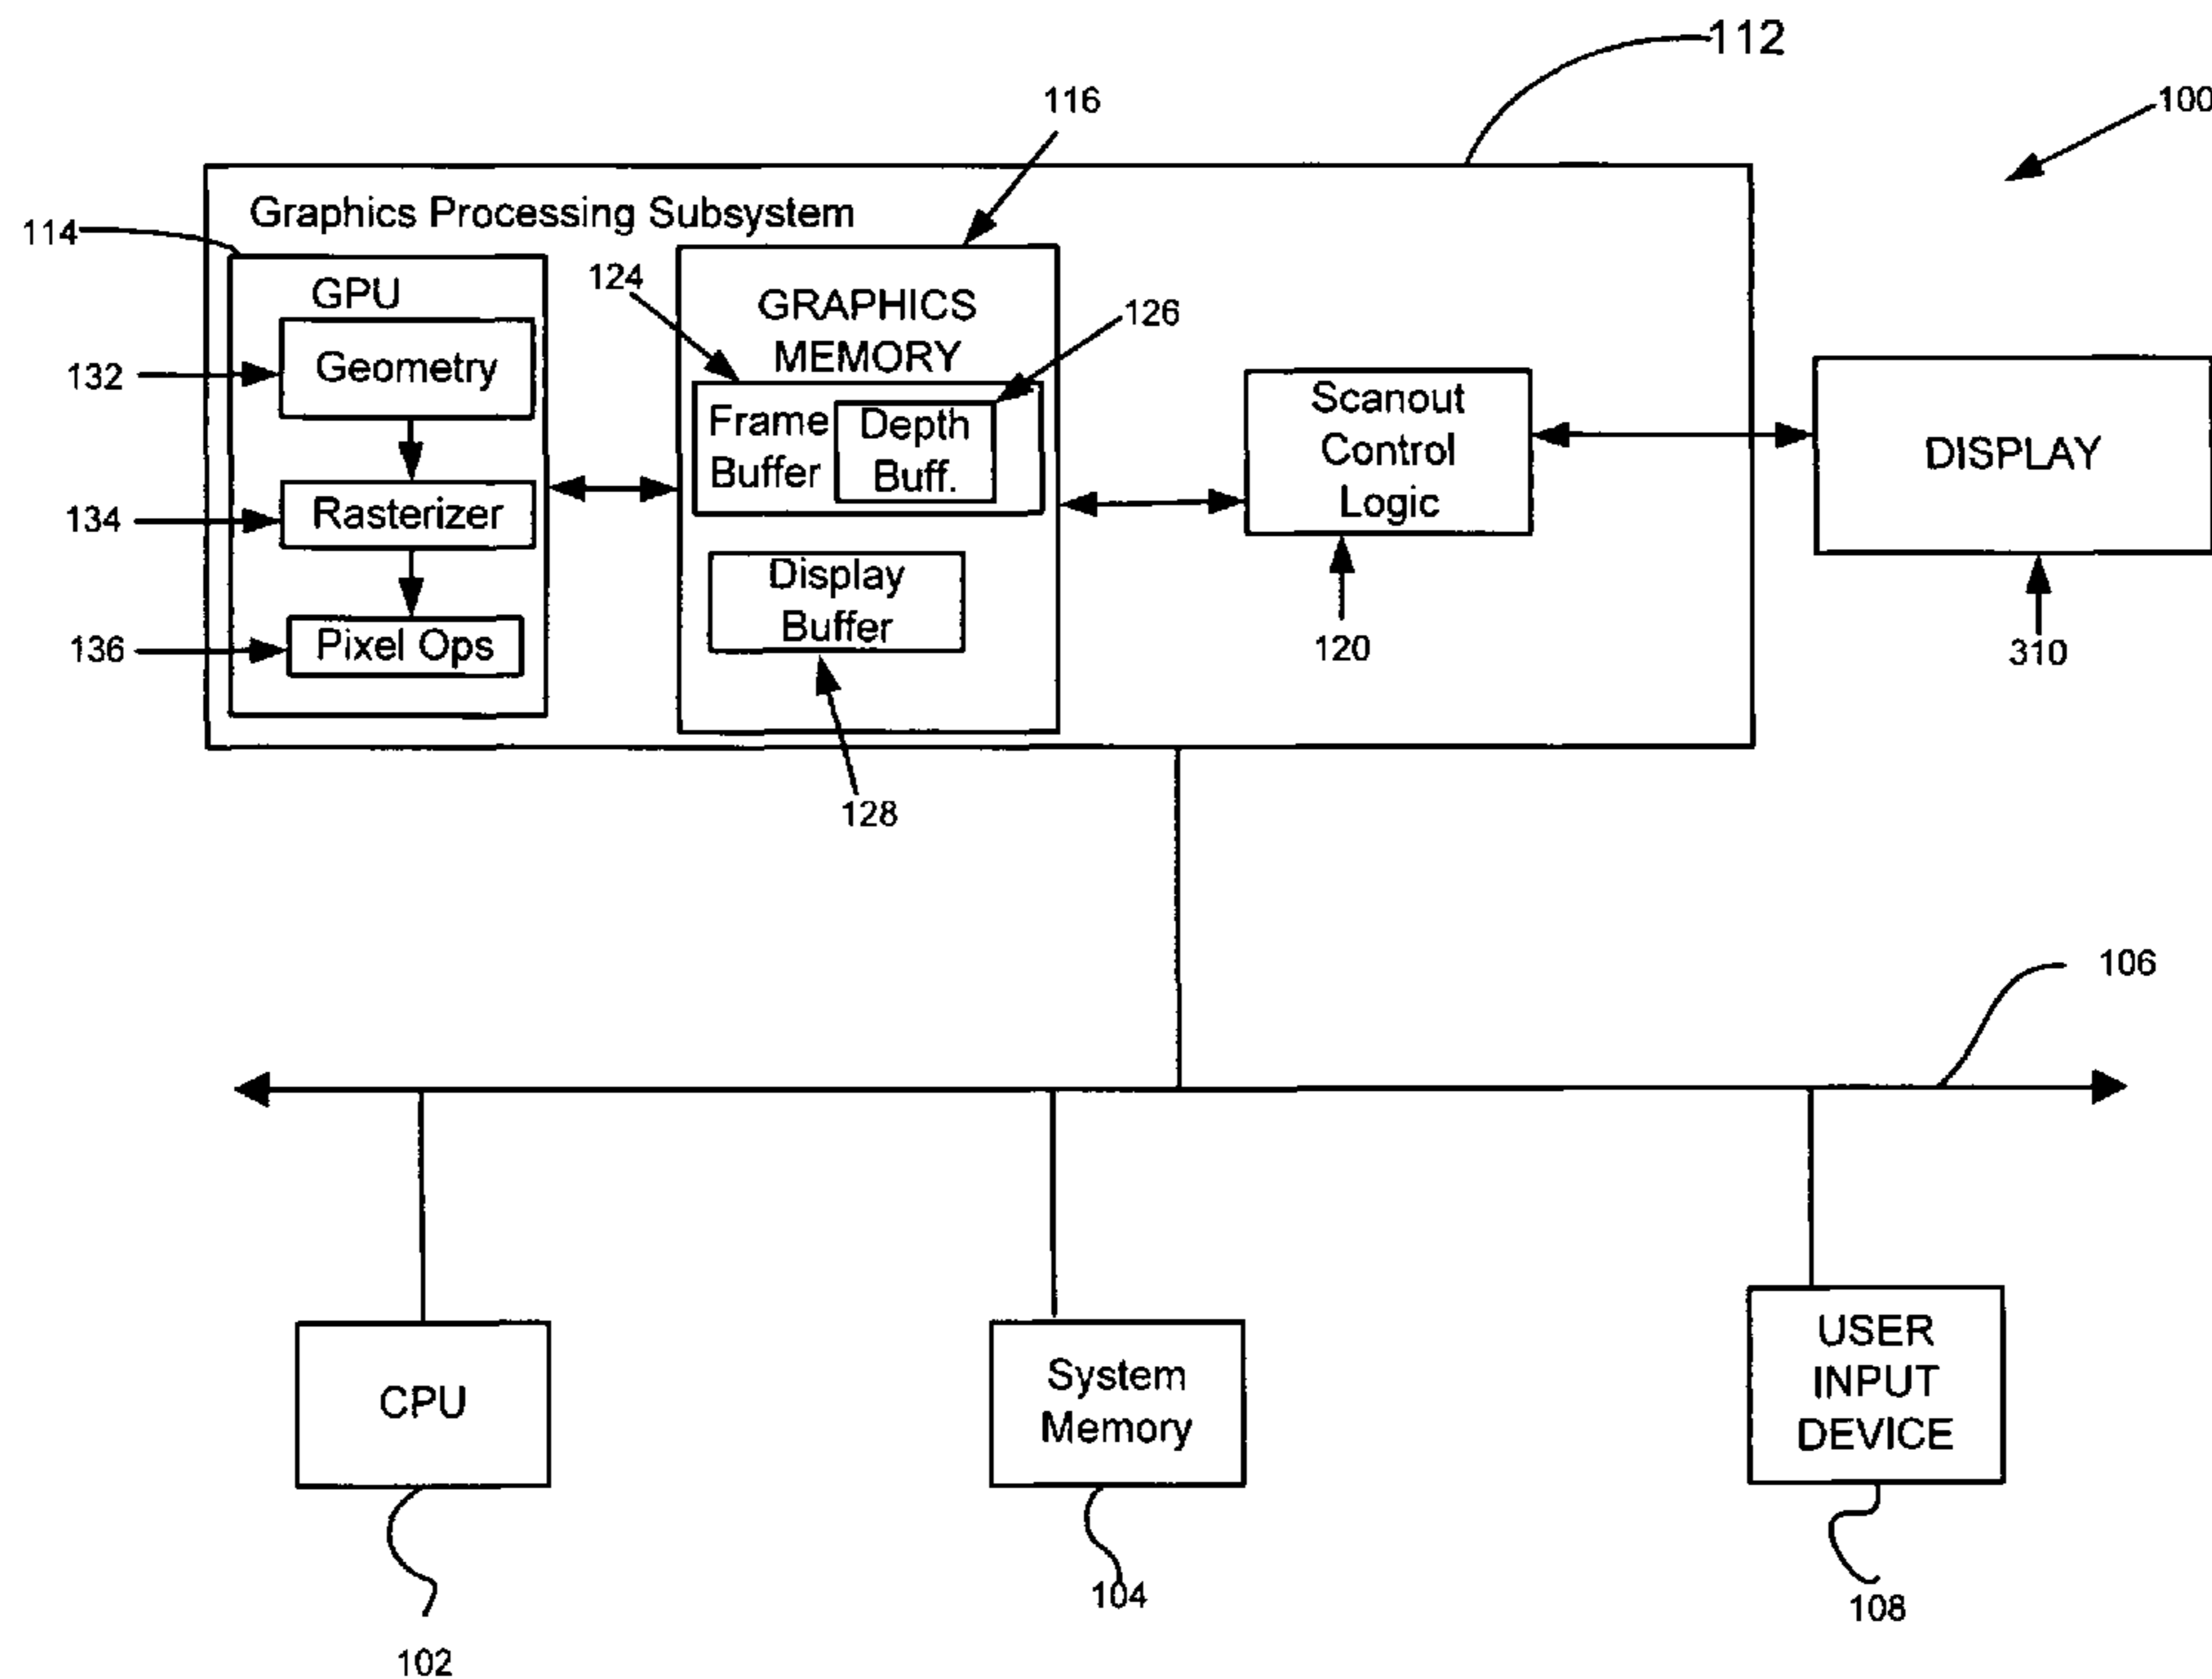 112
116
100
Graphics Processing Subsystem
114
GPU
124
GRAPHICS
MEMORY
126
132
Geometry
Frame
Buffer
Depth
Buff.
Scanout
Control
Logic
DISPLAY
134
Rasterizer
Display
Buffer
136
Pixel Ops
120
310
128
106
CPU
System
Memory
USER
INPUT
DEVICE
102
104
108